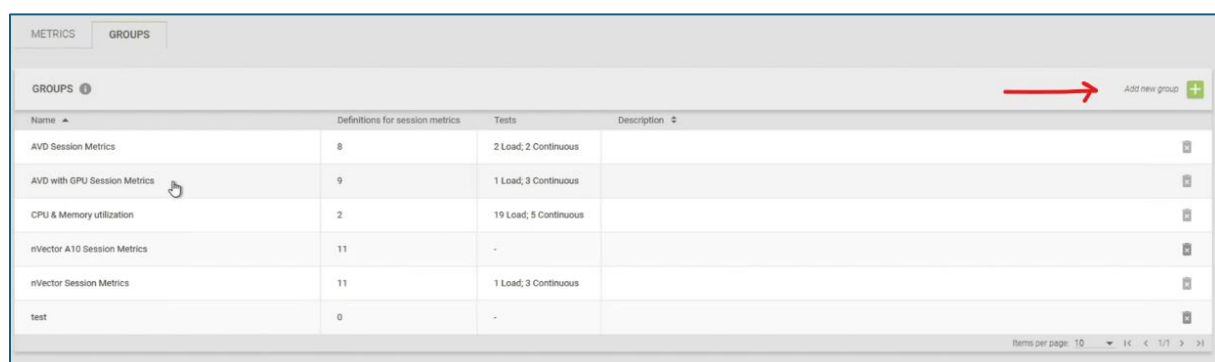 METRICS GROUPS
GROUPS
Add new group
Name Definitions for session metrics Tests Description
AVD Session Metrics 8 2 Load; 2 Continuous
AVD with GPU Session Metrics 9 1 Load; 3 Continuous
CPU & Memory utilization 2 19 Load; 5 Continuous
nVector A10 Session Metrics 11 -
nVector Session Metrics 11 1 Load; 3 Continuous
test 0 -
Items per page: 10 1/1